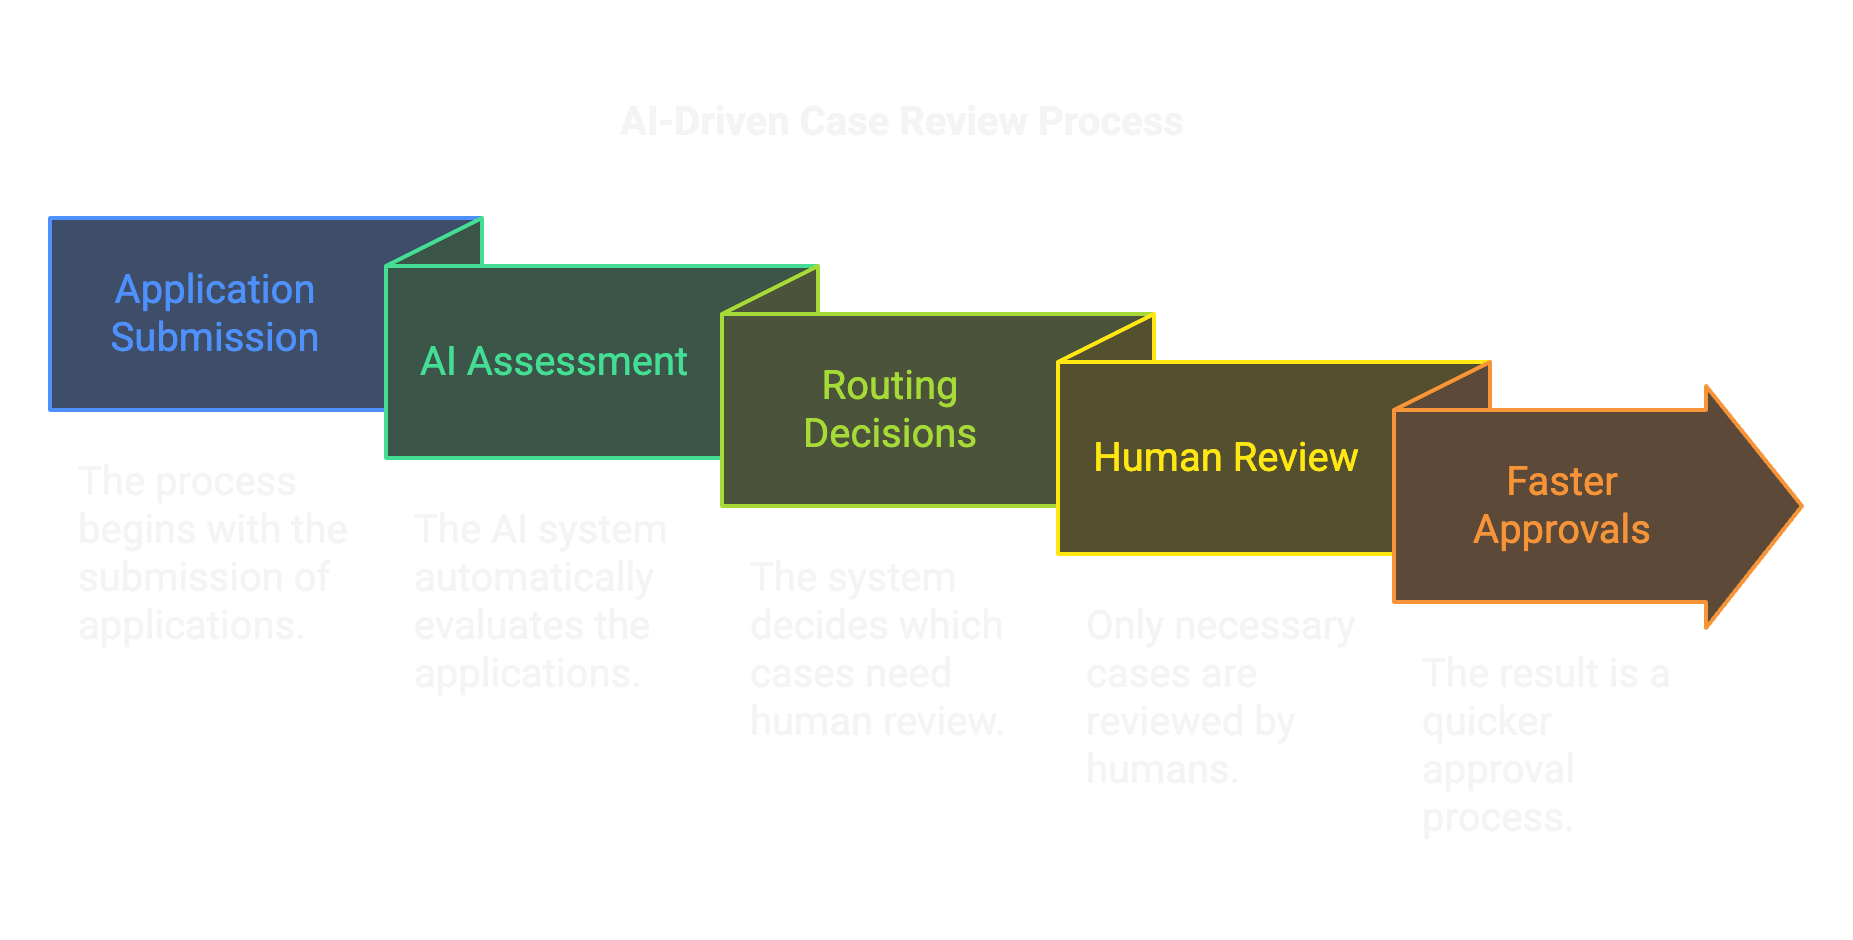 AI-Driven Case Review Process
Application
Submission
The process
begins with the
submission of
applications.
AI Assessment
The AI system
automatically
evaluates the
applications.
Routing
Decisions
The system
decides which
cases need
human review.
Human Review
Only necessary
cases are
reviewed by
humans.
Faster
Approvals
The result is a
quicker
approval
process.